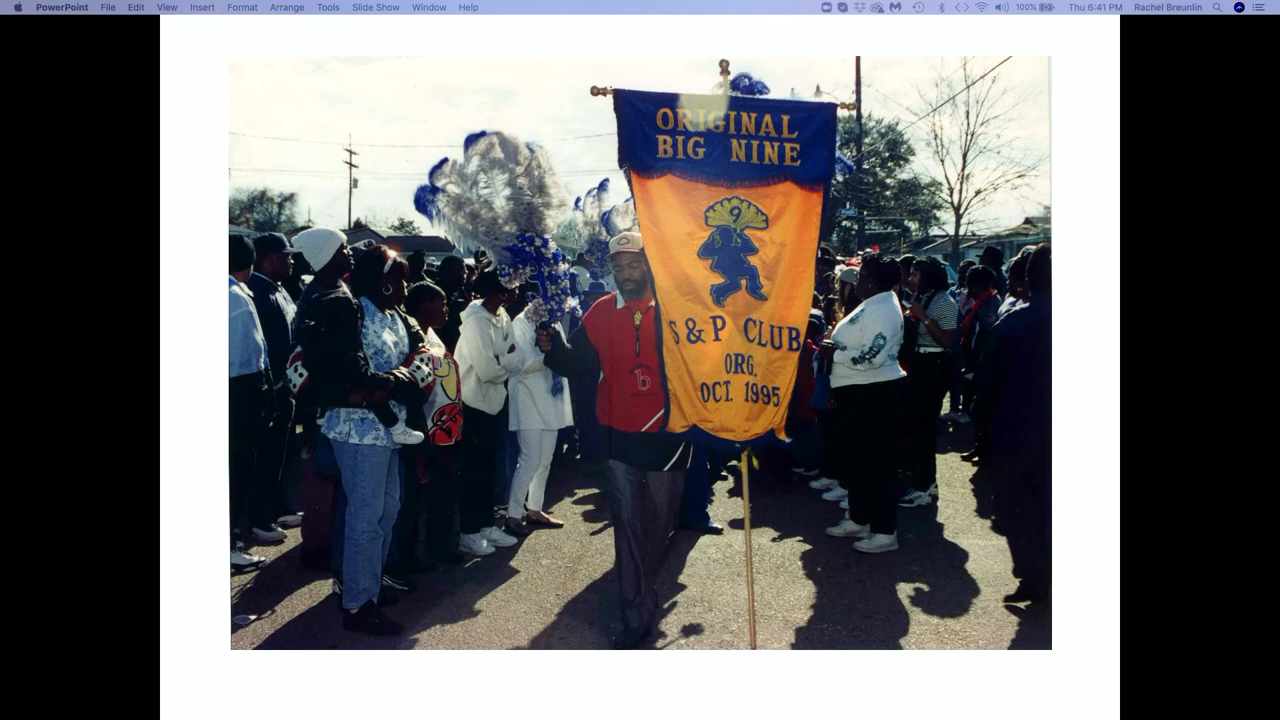 PowerPoint File Edit View Insert Format Arrange Tools Slide Show Window Help 100% Thu 6:41 PM Rachel Breunlin
ORIGINAL
BIG NINE
9
S & P CLUB
ORG.
OCT. 1995
b